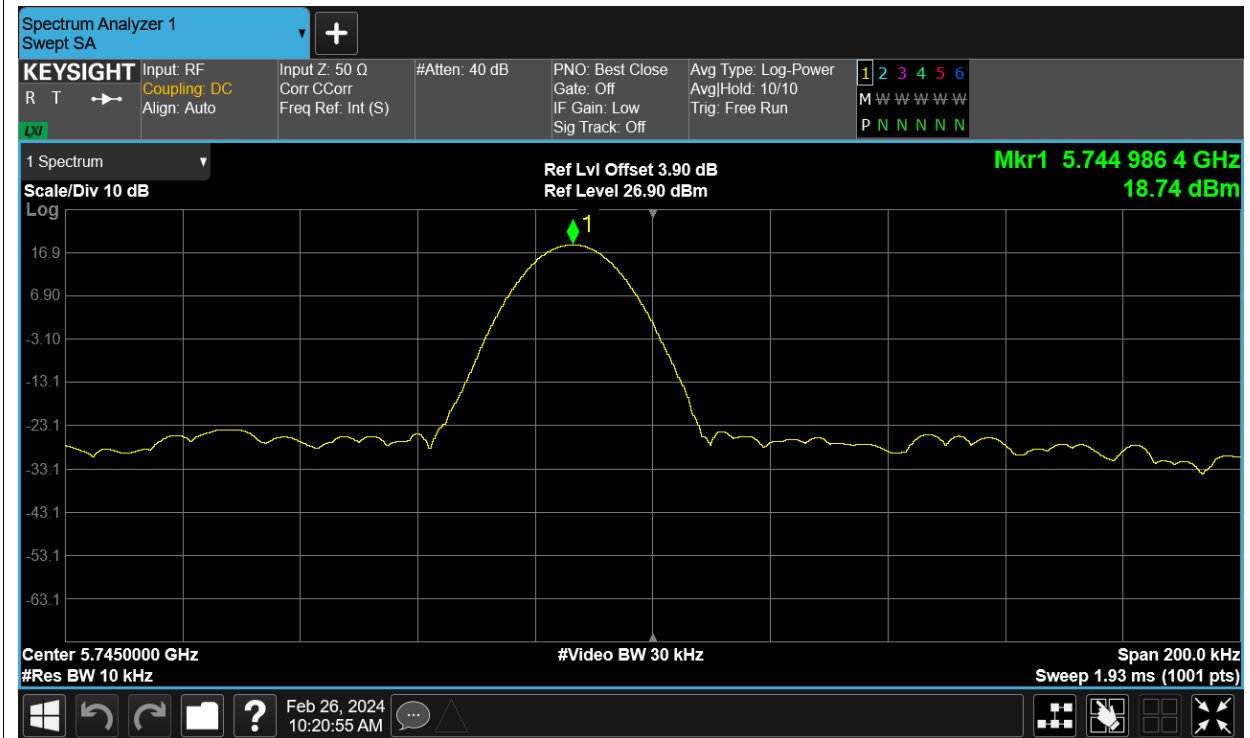 Spectrum Analyzer 1
Swept SA
KEYSIGHT
R T
LXI
Input: RF
Coupling: DC
Align: Auto
Input Z: 50 Ω
Corr CCorr
Freq Ref: Int (S)
#Atten: 40 dB
PNO: Best Close
Gate: Off
IF Gain: Low
Sig Track: Off
Avg Type: Log-Power
Avg|Hold: 10/10
Trig: Free Run
1 2 3 4 5 6
M W W W W W
P N N N N N
1 Spectrum
Scale/Div 10 dB
Log
Ref Lvl Offset 3.90 dB
Ref Level 26.90 dBm
Mkr1 5.744 986 4 GHz
18.74 dBm
1
16.9
6.90
-3.10
-13.1
-23.1
-33.1
-43.1
-53.1
-63.1
Center 5.7450000 GHz
#Res BW 10 kHz
#Video BW 30 kHz
Span 200.0 kHz
Sweep 1.93 ms (1001 pts)
?
Feb 26, 2024
10:20:55 AM